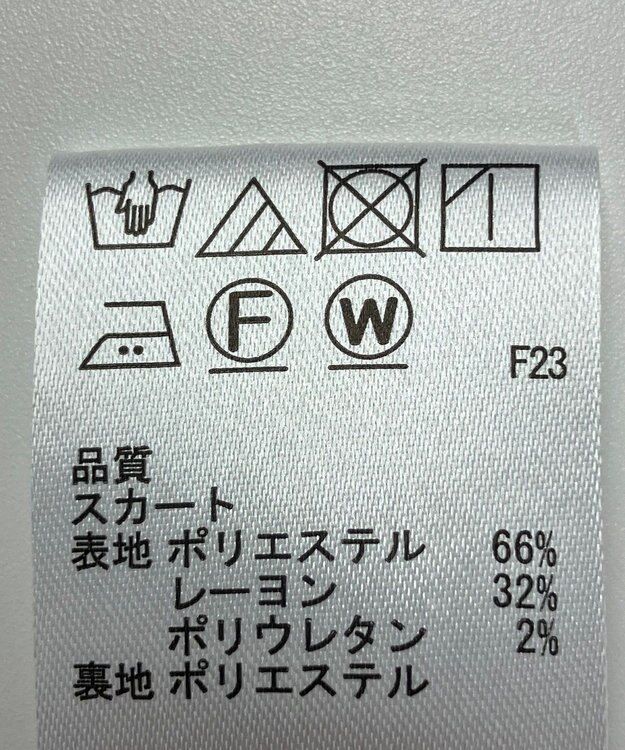 F W
F23
品質
スカート
表地 ポリエステル 66%
レーヨン 32%
ポリウレタン 2%
裏地 ポリエステル